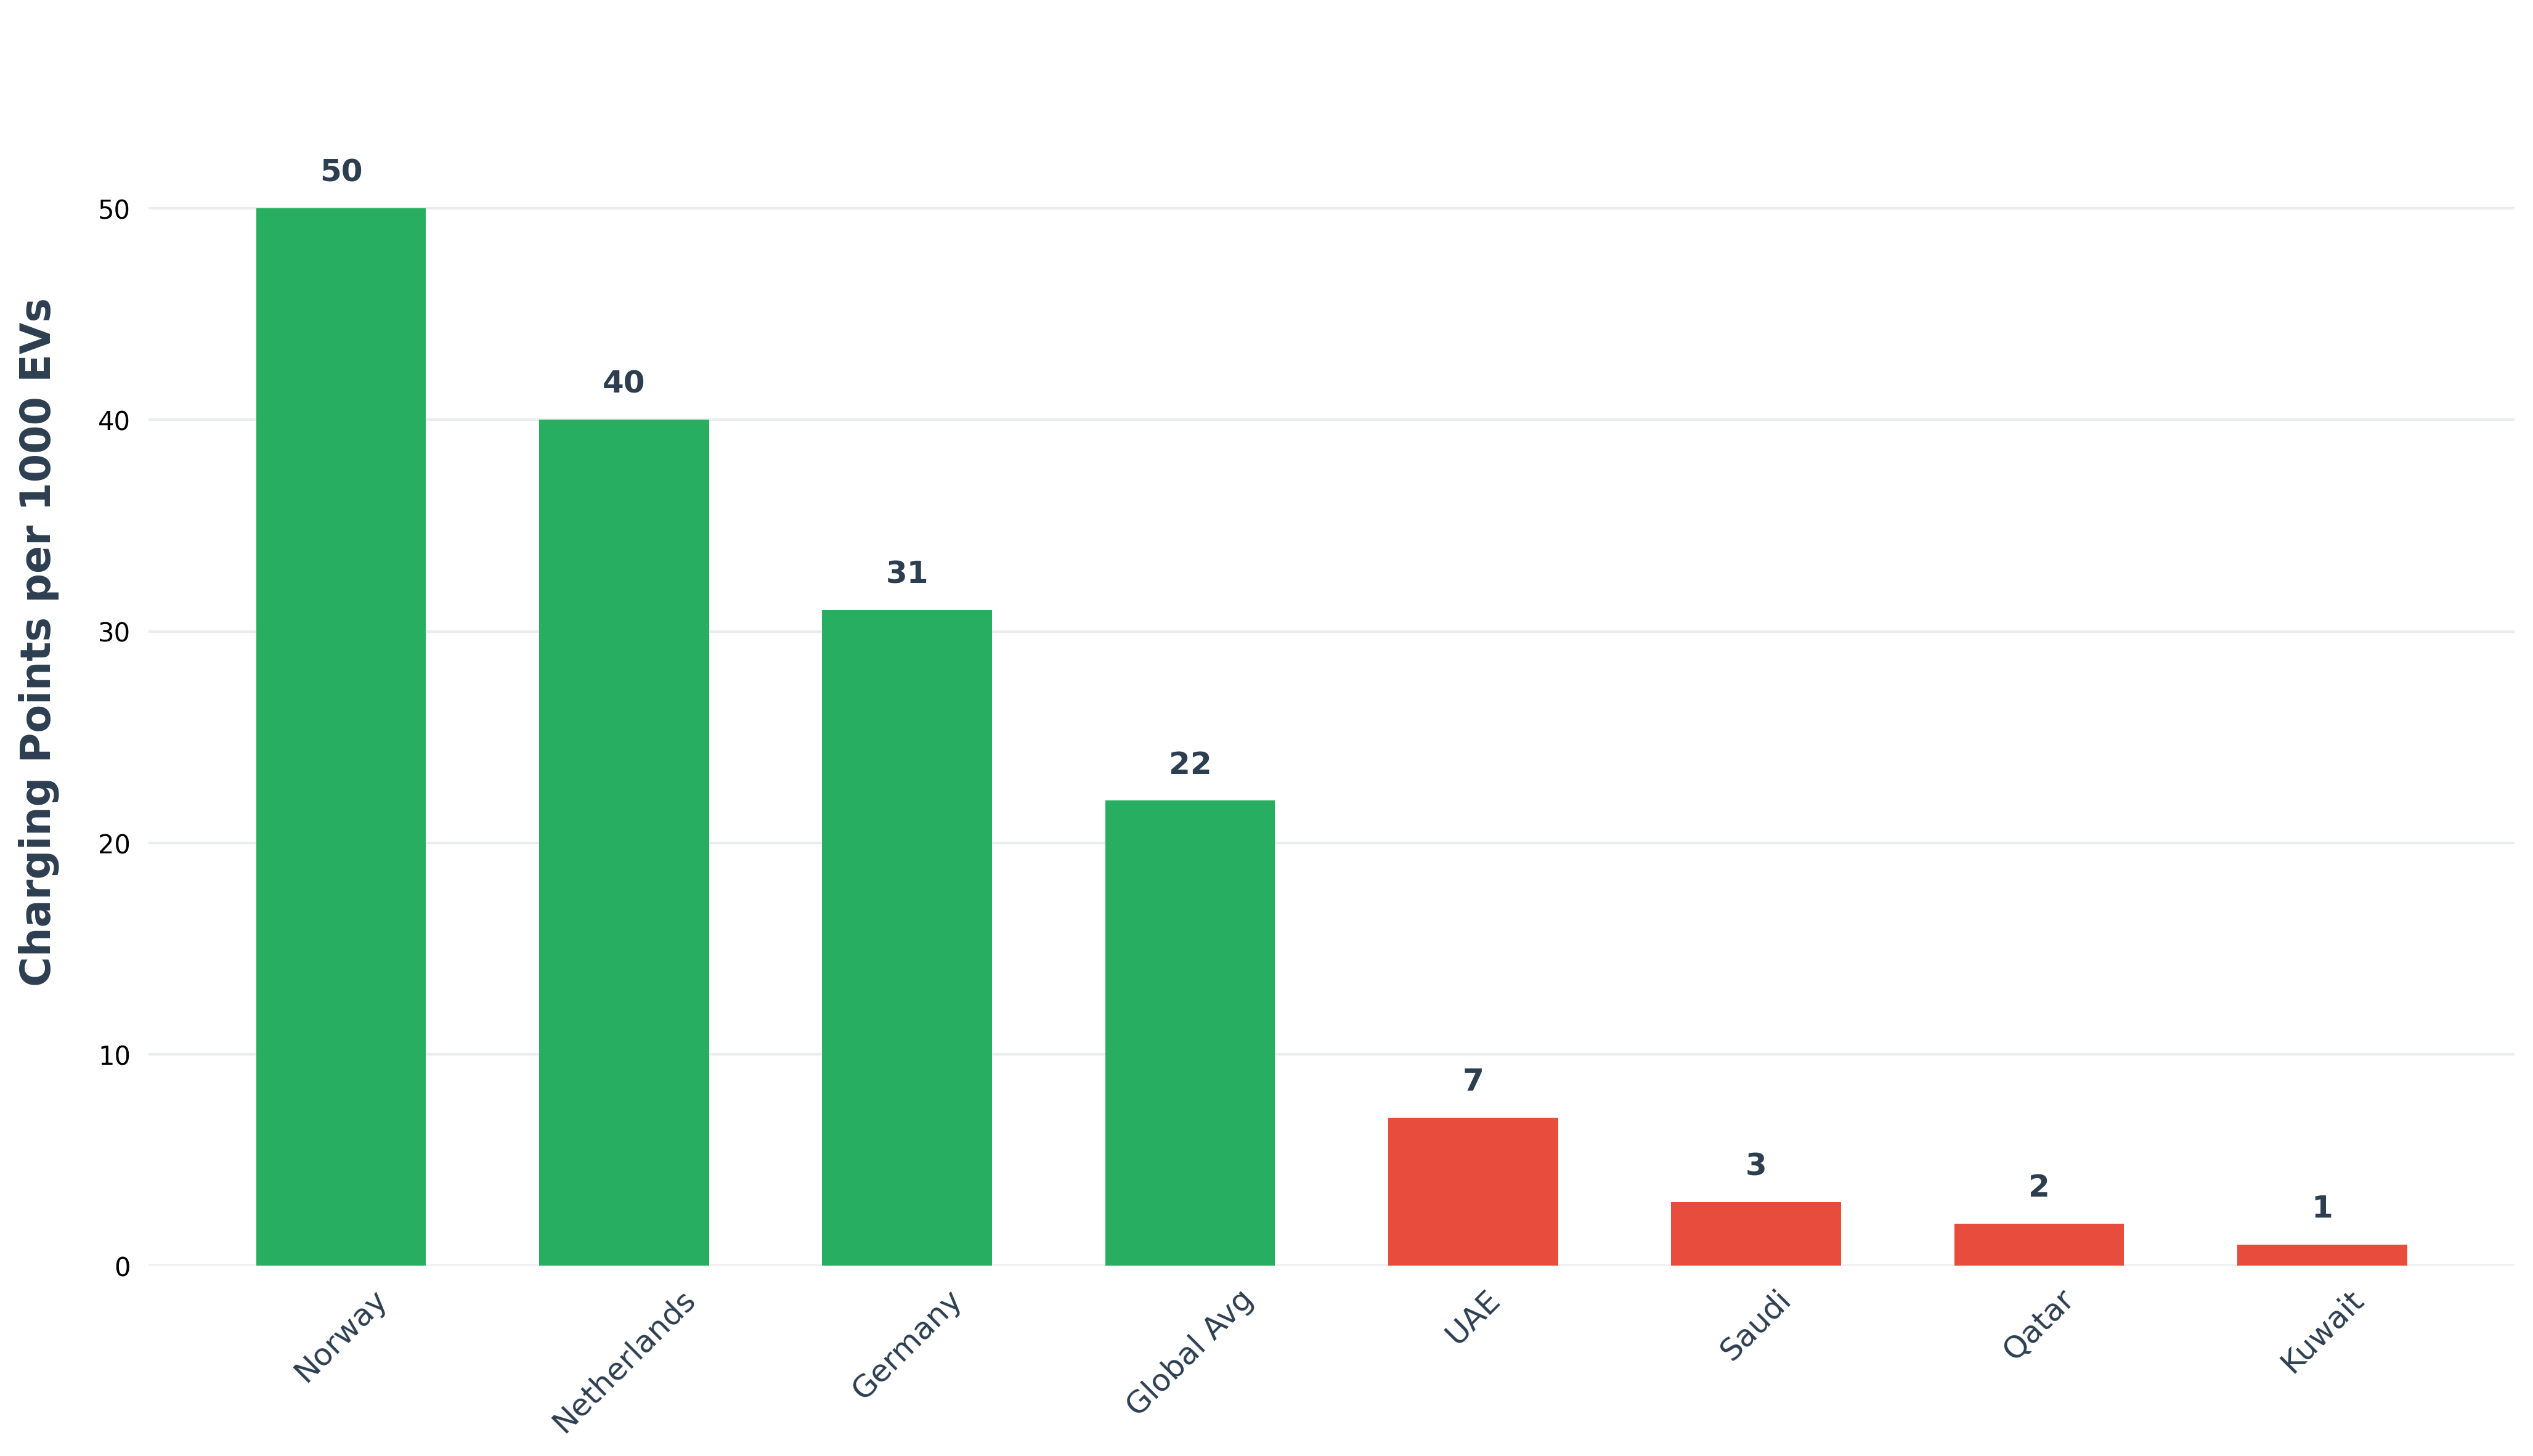 Charging Points per 1000 EVs
50
40
30
20
10
0
50
40
31
22
7
3
2
1
Norway
Netherlands
Germany
Global Avg
UAE
Saudi
Qatar
Kuwait